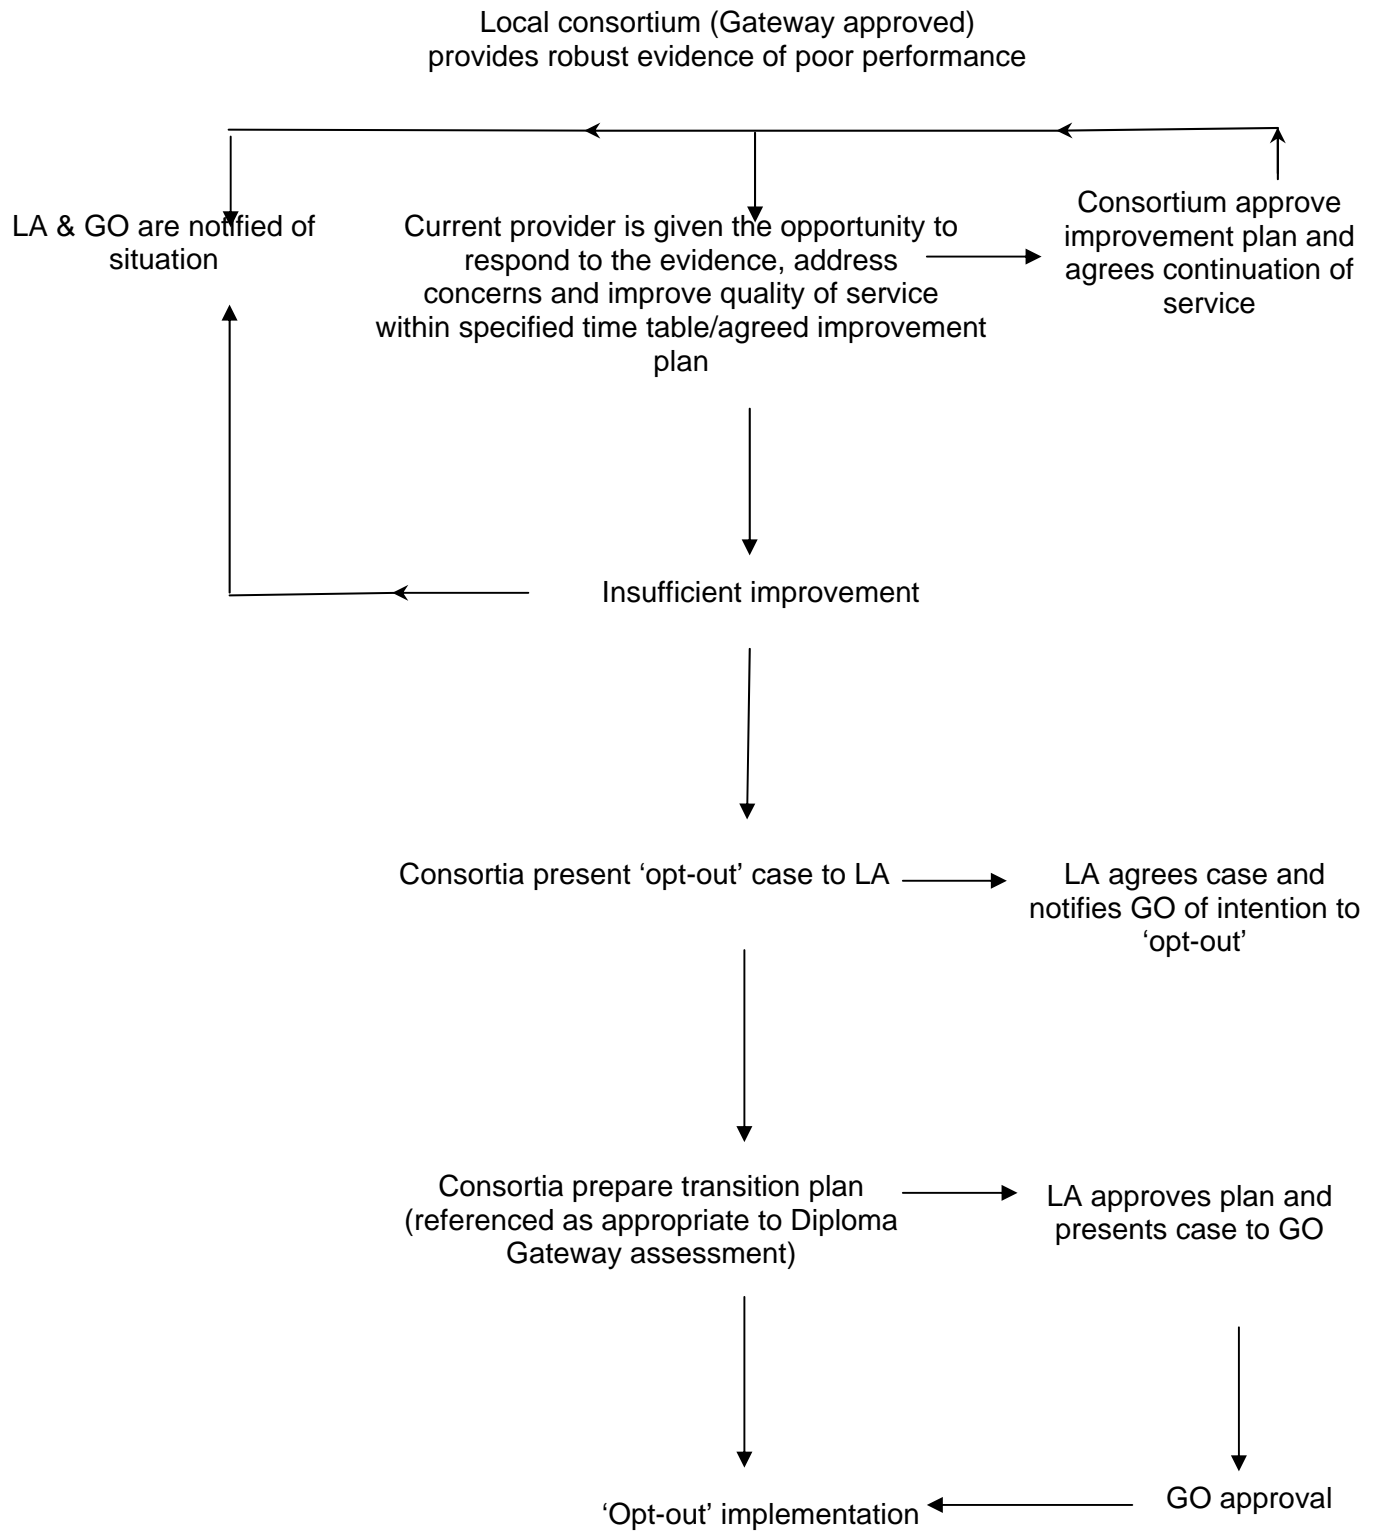 Local consortium (Gateway approved)
provides robust evidence of poor performance
LA & GO are notified of
situation
Current provider is given the opportunity to
respond to the evidence, address
concerns and improve quality of service
within specified time table/agreed improvement
plan
Consortium approve
improvement plan and
agrees continuation of
service
Insufficient improvement
Consortia present ‘opt-out’ case to LA
LA agrees case and
notifies GO of intention to
‘opt-out’
Consortia prepare transition plan
(referenced as appropriate to Diploma
Gateway assessment)
LA approves plan and
presents case to GO
GO approval
‘Opt-out’ implementation